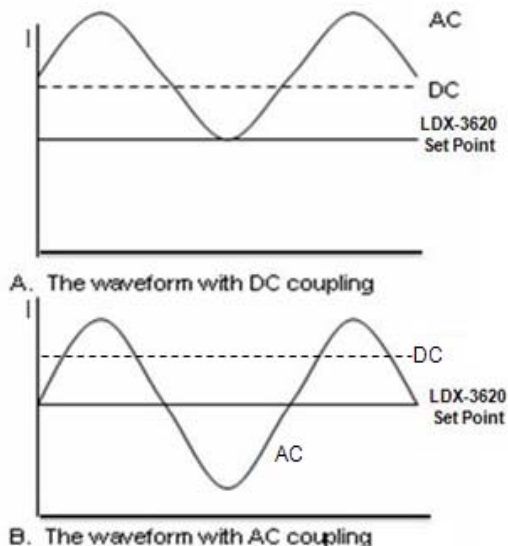 I
AC
DC
LDX-3620
Set Point
A. The waveform with DC coupling
I
DC
LDX-3620
Set Point
AC
B. The waveform with AC coupling